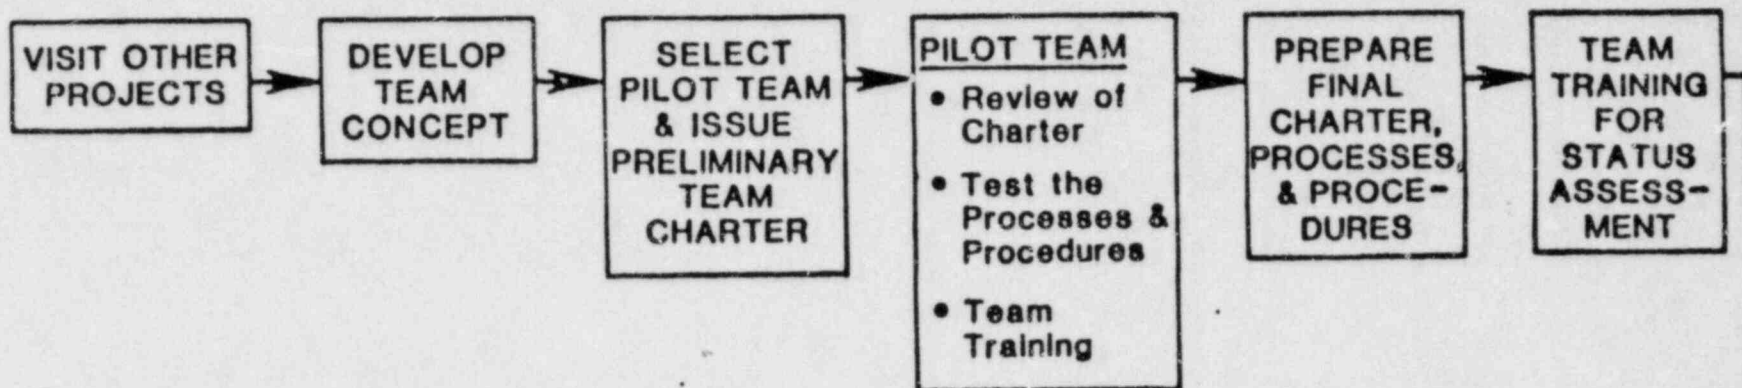 VISIT OTHER
PROJECTS
DEVELOP
TEAM
CONCEPT
SELECT
PILOT TEAM
& ISSUE
PRELIMINARY
TEAM
CHARTER
PILOT TEAM
• Review of
Charter
• Test the
Processes &
Procedures
• Team
Training
PREPARE
FINAL
CHARTER,
PROCESSES,
& PROCE-
DURES
TEAM
TRAINING
FOR
STATUS
ASSESS-
MENT